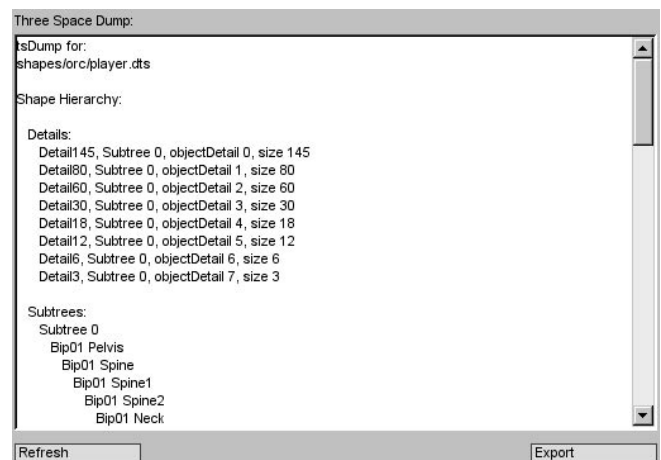 Three Space Dump:
tsDump for:
shapes/orc/player.dts
Shape Hierarchy:
Details:
Detail145, Subtree 0, objectDetail 0, size 145
Detail80, Subtree 0, objectDetail 1, size 80
Detail60, Subtree 0, objectDetail 2, size 60
Detail30, Subtree 0, objectDetail 3, size 30
Detail18, Subtree 0, objectDetail 4, size 18
Detail12, Subtree 0, objectDetail 5, size 12
Detail6, Subtree 0, objectDetail 6, size 6
Detail3, Subtree 0, objectDetail 7, size 3
Subtrees:
Subtree 0
Bip01 Pelvis
Bip01 Spine
Bip01 Spine1
Bip01 Spine2
Bip01 Neck
Refresh
Export